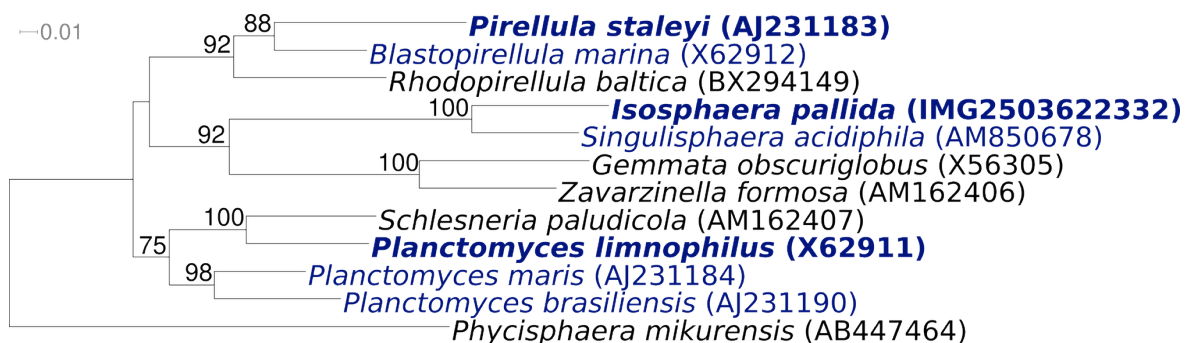 0.01
88
Pirellula staleyi (AJ231183)
92
Blastopirellula marina (X62912)
Rhodopirellula baltica (BX294149)
100
Isosphaera pallida (IMG2503622332)
92
Singulisphaera acidiphila (AM850678)
100
Gemmata obscuriglobus (X56305)
Zavarzinella formosa (AM162406)
100
Schlesneria paludicola (AM162407)
75
Planctomyces limnophilus (X62911)
98
Planctomyces maris (AJ231184)
Planctomyces brasiliensis (AJ231190)
Phycisphaera mikurensis (AB447464)